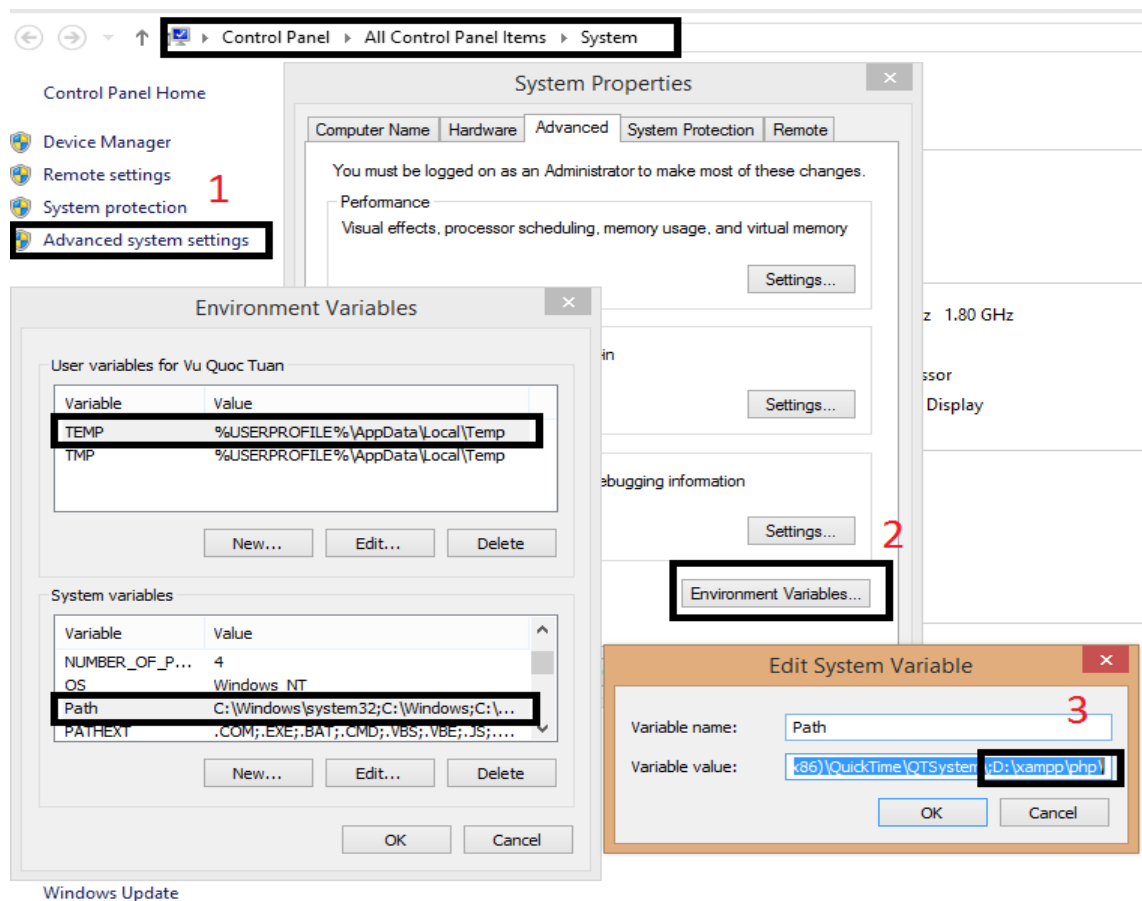 Control Panel All Control Panel Items System
Control Panel Home
Device Manager
Remote settings
System protection
1
Advanced system settings
System Properties
Computer Name Hardware Advanced System Protection Remote
You must be logged on as an Administrator to make most of these changes.
Performance
Visual effects, processor scheduling, memory usage, and virtual memory
Settings...
in
Settings...
ebugging information
Settings...
2
Environment Variables...
z 1.80 GHz
ssor
Display
Environment Variables
User variables for Vu Quoc Tuan
Variable Value
TEMP %USERPROFILE%\AppData\Local\Temp
TMP %USERPROFILE%\AppData\Local\Temp
New... Edit... Delete
System variables
Variable Value
NUMBER_OF_P... 4
OS Windows_NT
Path C:\Windows\system32;C:\Windows;C:\...
PATHEXT .COM;.EXE;.BAT;.CMD;.VBS;.VBE;.JS;....
New... Edit... Delete
OK Cancel
Edit System Variable
3
Variable name: Path
Variable value: x86)\QuickTime\QTSystem\;D:\xampp\php\
OK Cancel
Windows Update